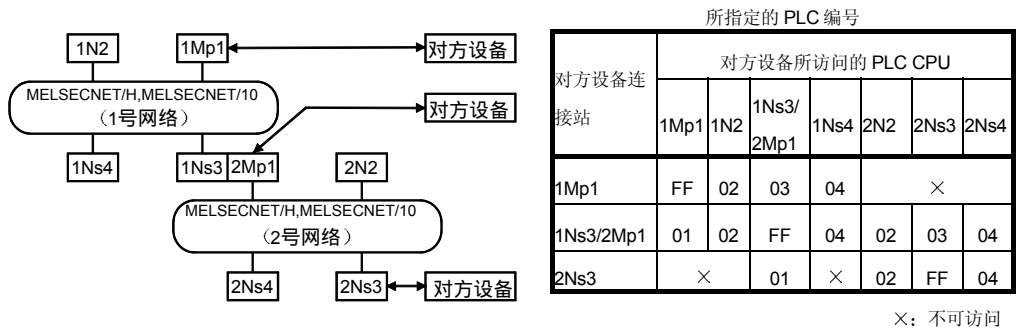 1N2 1Mp1 对方设备
MELSECNET/H,MELSECNET/10
（1号网络）
对方设备
1Ns4 1Ns3 2Mp1 2N2
MELSECNET/H,MELSECNET/10
（2号网络）
2Ns4 2Ns3 对方设备
所指定的 PLC 编号
对方设备连接站 对方设备所访问的 PLC CPU
1Mp1 1N2 1Ns3/2Mp1 1Ns4 2N2 2Ns3 2Ns4
1Mp1 FF 02 03 04 ×
1Ns3/2Mp1 01 02 FF 04 02 03 04
2Ns3 × 01 × 02 FF 04
×：不可访问